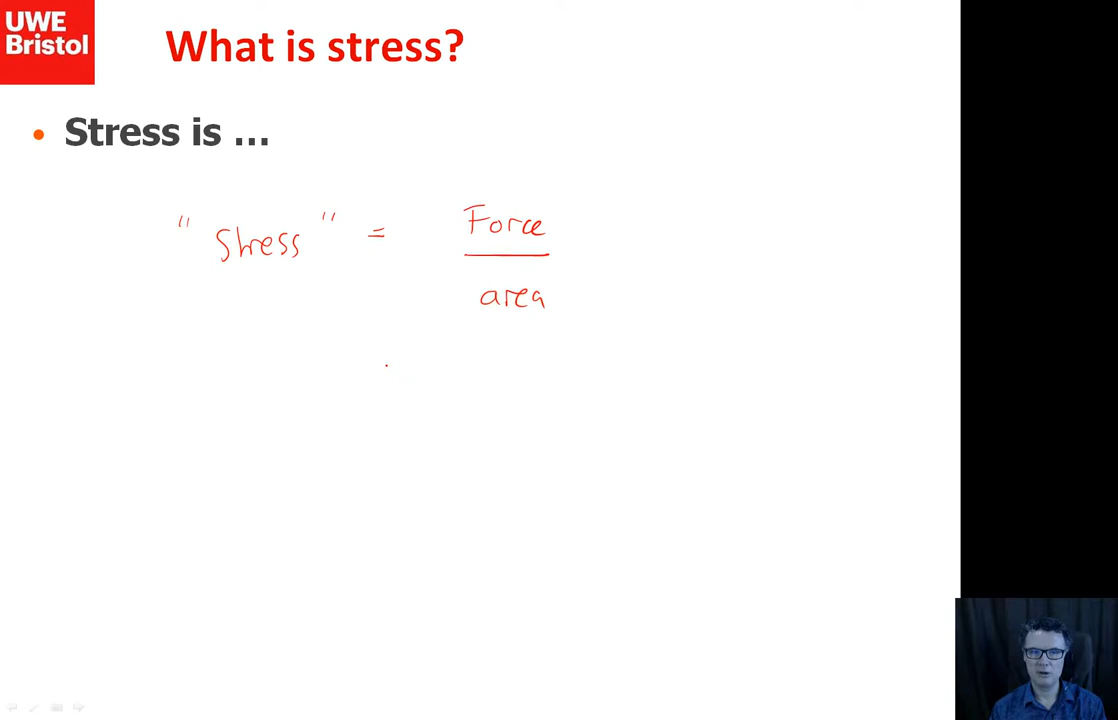 UWE
Bristol
What is stress?
• Stress is ...
"Stress" = Force
area